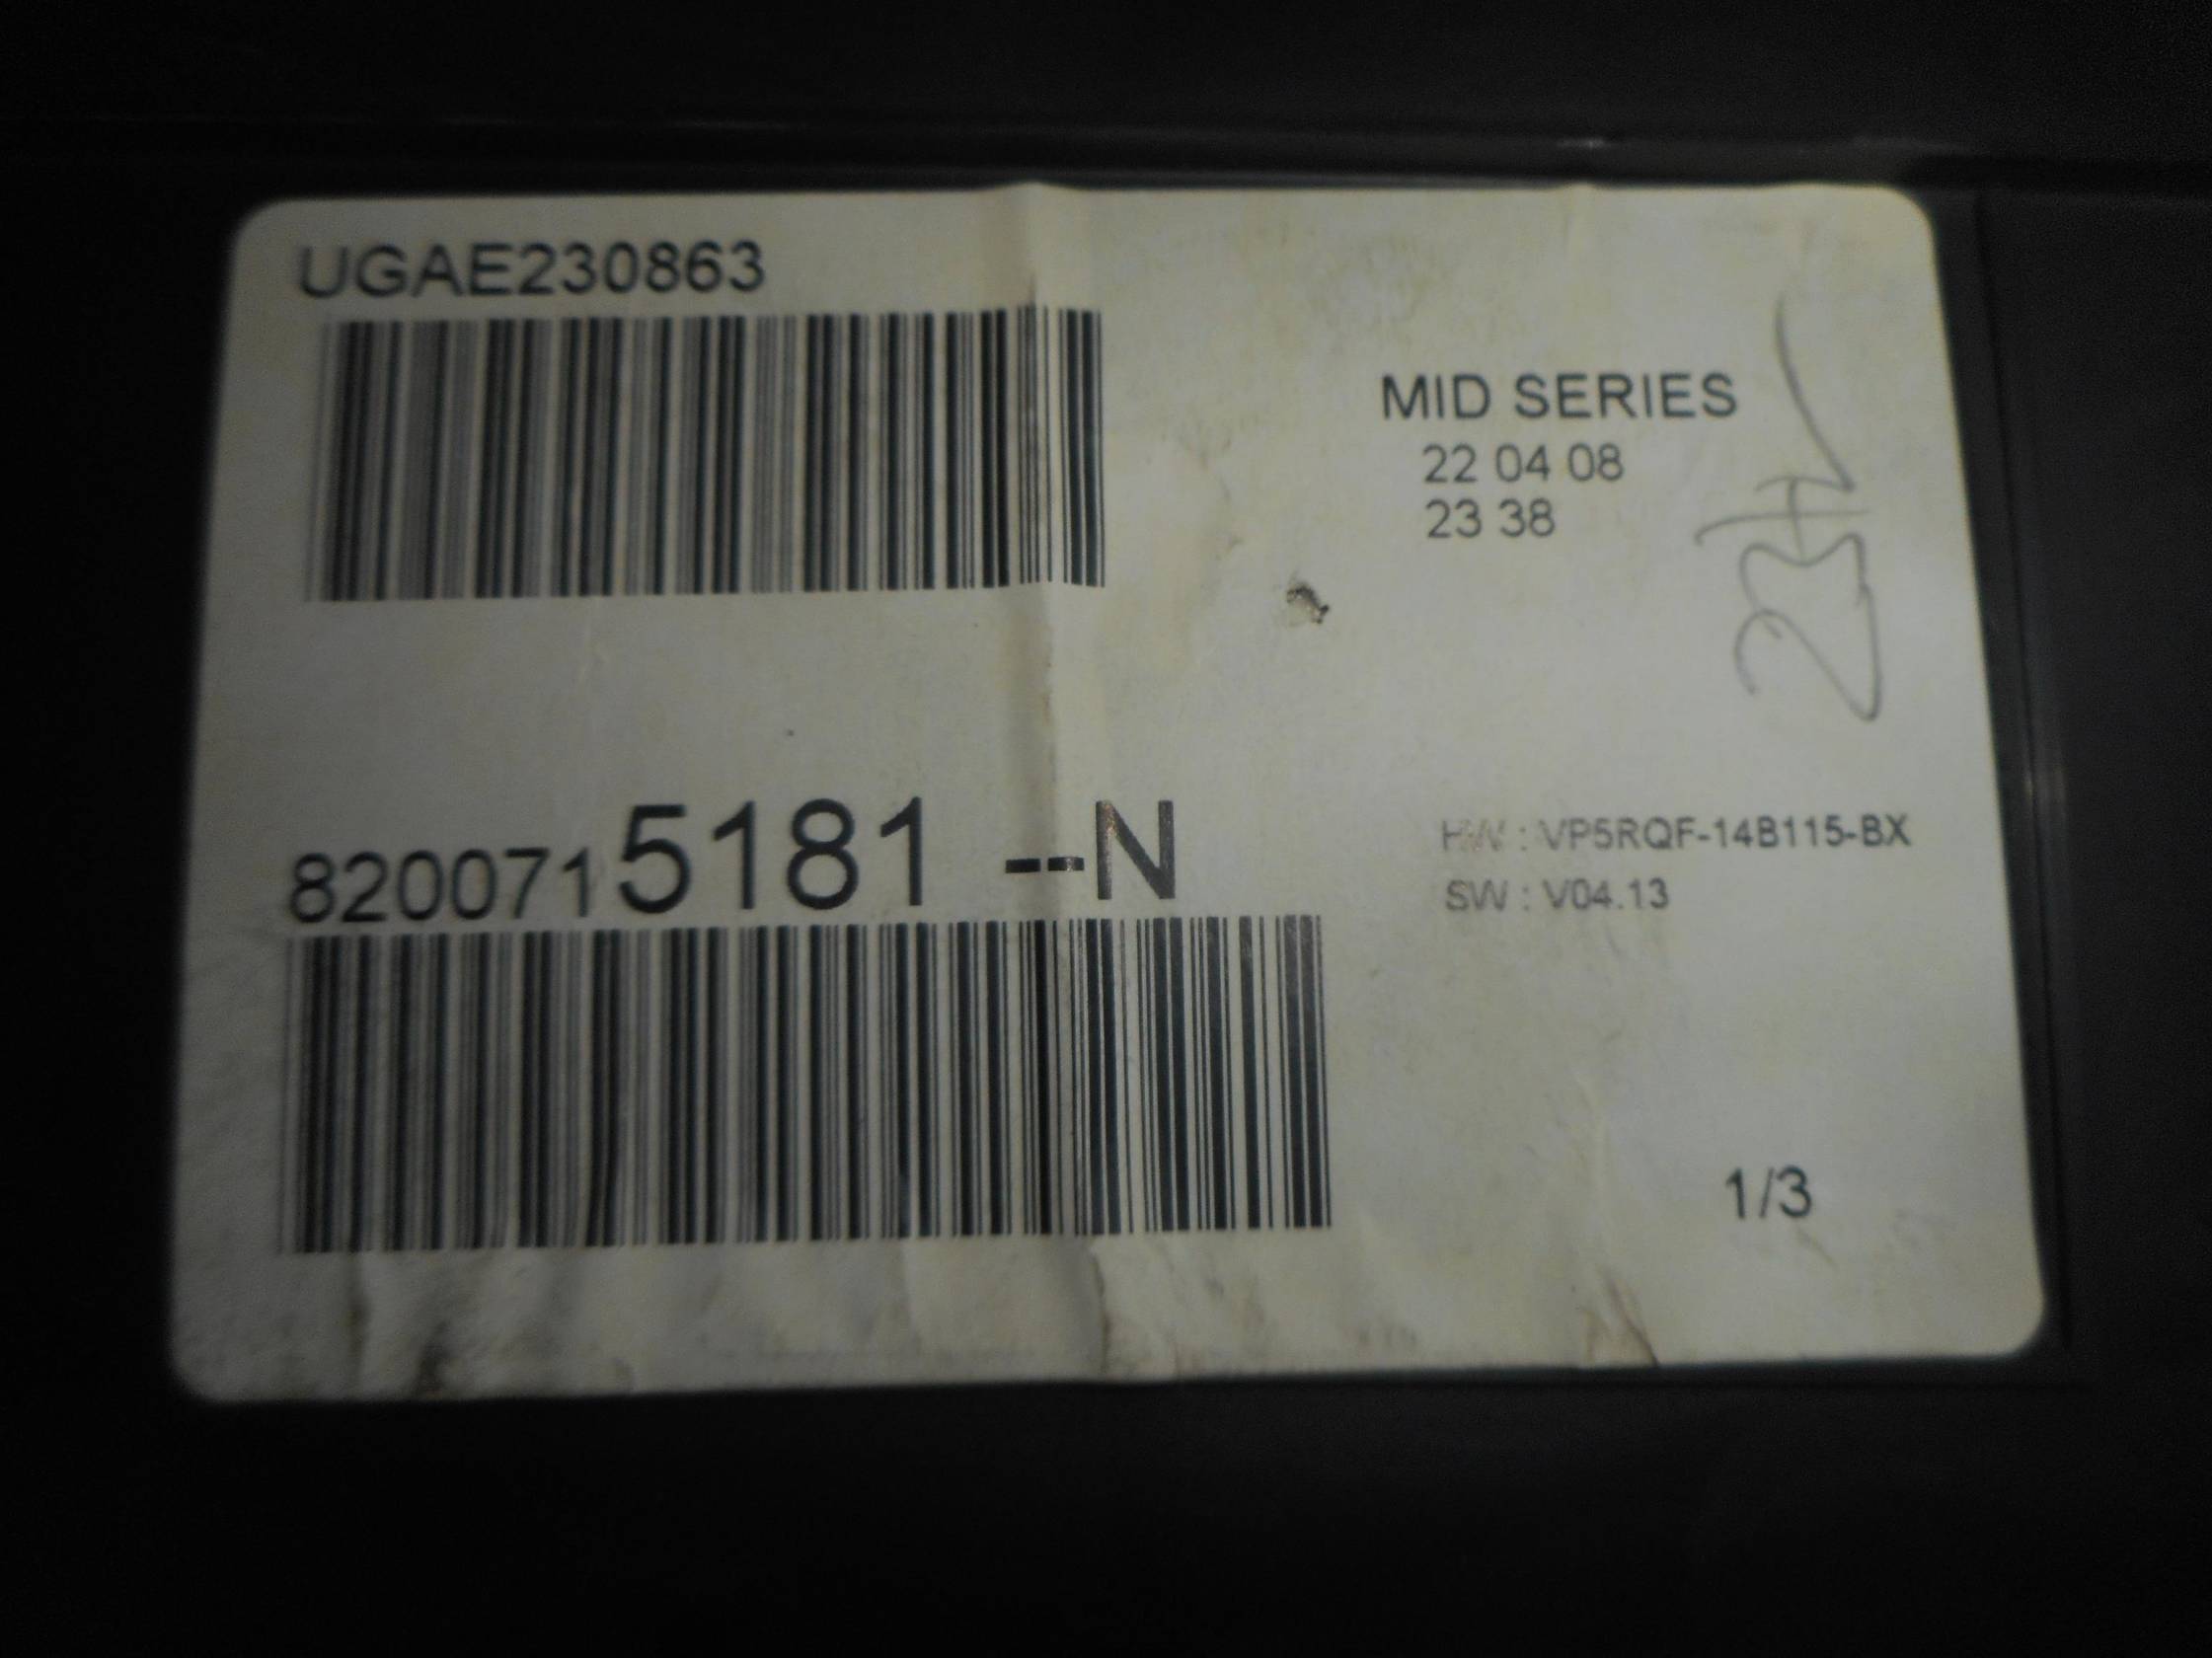 UGAE230863
MID SERIES
22 04 08
23 38
8200715181 --N
HW : VP5RQF-14B115-BX
SW : V04.13
1/3